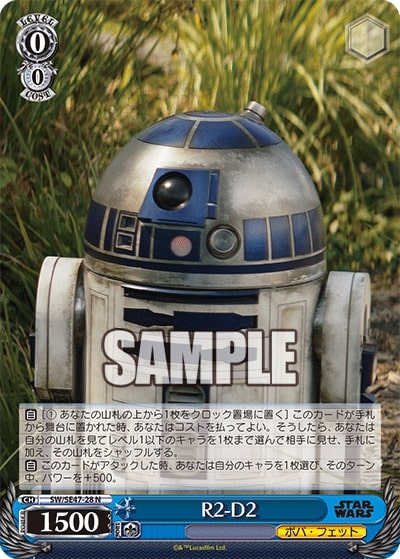 LEVEL
0
0
COST
SAMPLE
自 [① あなたの山札の上から1枚をクロック置場に置く] このカードが手札
から舞台に置かれた時、あなたはコストを払ってよい。そうしたら、あなたは
自分の山札を見てレベル1以下のキャラを1枚まで選んで相手に見せ、手札に
加え、その山札をシャッフルする。
自 このカードがアタックした時、あなたは自分のキャラを1枚選び、そのターン
中、パワーを+500。
CH SW/SE47-28 N
POWER
1500
R2-D2
STAR WARS
ボバ・フェット
©&™Lucasfilm Ltd.